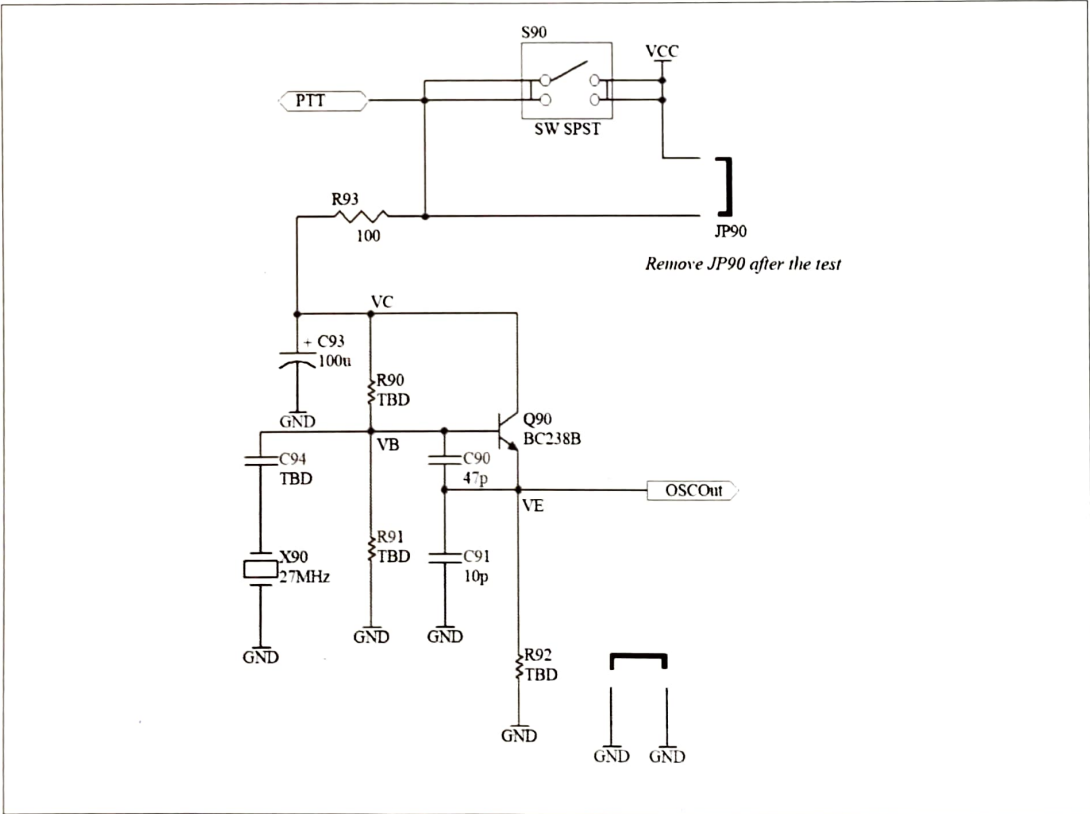 S90
VCC
PTT
SW SPST
R93
100
JP90
Remove JP90 after the test
VC
+ C93
100u
R90
TBD
GND
Q90
BC238B
VB
C94
TBD
C90
47p
OSCOut
VE
R91
TBD
C91
10p
X90
27MHz
GND
GND
GND
R92
TBD
GND
GND
GND